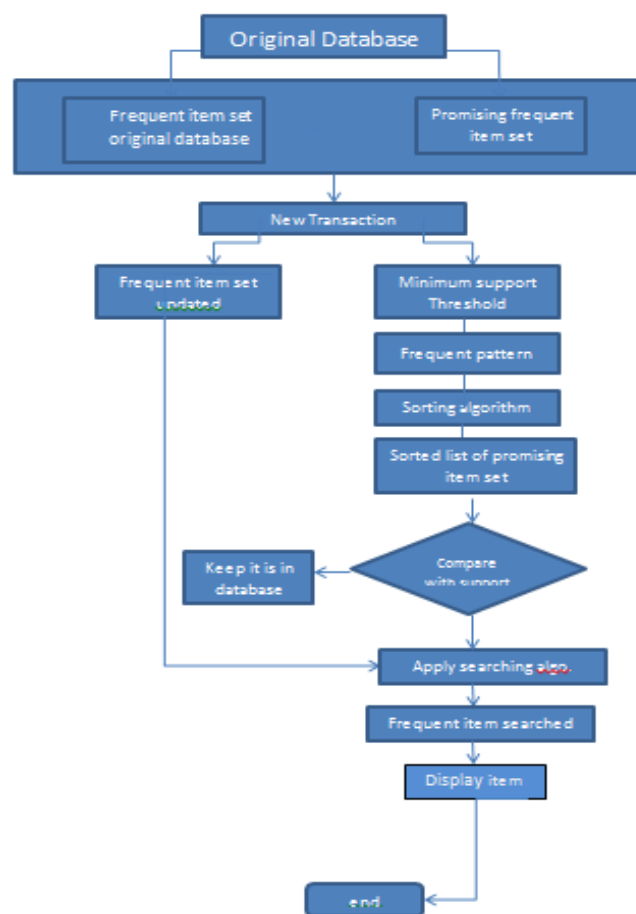 Original Database
Frequent item set
original database
Promising frequent
item set
New Transaction
Frequent item set
updated
Minimum support
Threshold
Frequent pattern
Sorting algorithm
Sorted list of promising
item set
Compare
with support
Keep it is in
database
Apply searching algo.
Frequent item searched
Display item
end